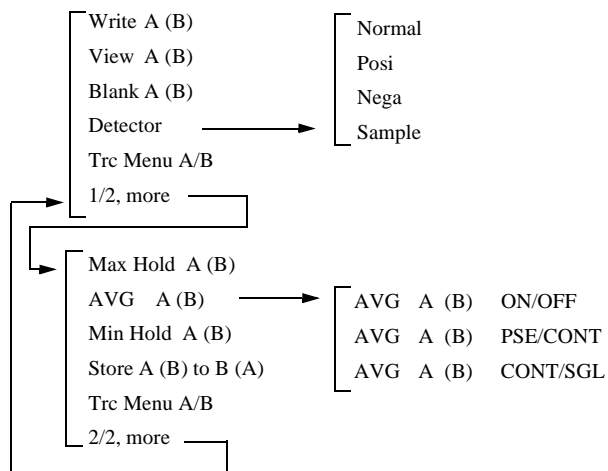 Write A (B)
View A (B)
Blank A (B)
Detector
Trc Menu A/B
1/2, more
Normal
Posi
Nega
Sample
Max Hold A (B)
AVG A (B)
Min Hold A (B)
Store A (B) to B (A)
Trc Menu A/B
2/2, more
AVG A (B) ON/OFF
AVG A (B) PSE/CONT
AVG A (B) CONT/SGL